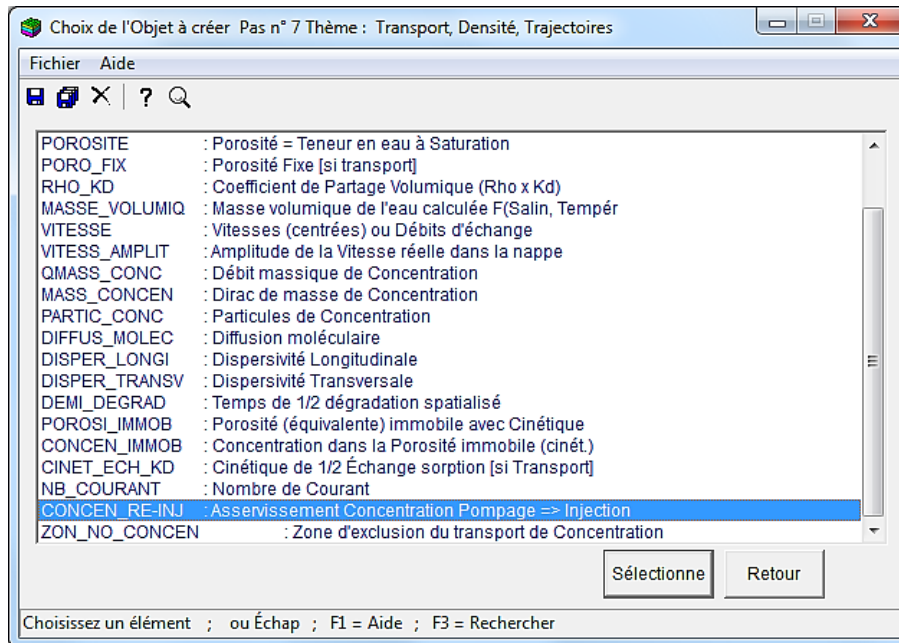 Choix de l'Objet à créer Pas n° 7 Thème : Transport, Densité, Trajectoires
Fichier Aide
POROSITE : Porosité = Teneur en eau à Saturation
PORO_FIX : Porosité Fixe [si transport]
RHO_KD : Coefficient de Partage Volumique (Rho x Kd)
MASSE_VOLUMIQ : Masse volumique de l'eau calculée F(Salin, Tempér
VITESSE : Vitesses (centrées) ou Débits d'échange
VITESS_AMPLIT : Amplitude de la Vitesse réelle dans la nappe
QMASS_CONC : Débit massique de Concentration
MASS_CONCEN : Dirac de masse de Concentration
PARTIC_CONC : Particules de Concentration
DIFFUS_MOLEC : Diffusion moléculaire
DISPER_LONGI : Dispersivité Longitudinale
DISPER_TRANSV : Dispersivité Transversale
DEMI_DEGRAD : Temps de 1/2 dégradation spatialisé
POROSI_IMMOB : Porosité (équivalente) immobile avec Cinétique
CONCEN_IMMOB : Concentration dans la Porosité immobile (cinét.)
CINET_ECH_KD : Cinétique de 1/2 Échange sorption [si Transport]
NB_COURANT : Nombre de Courant
CONCEN_RE-INJ : Asservissement Concentration Pompage => Injection
ZON_NO_CONCEN : Zone d'exclusion du transport de Concentration
Sélectionne Retour
Choisissez un élément ; ou Échap ; F1 = Aide ; F3 = Rechercher